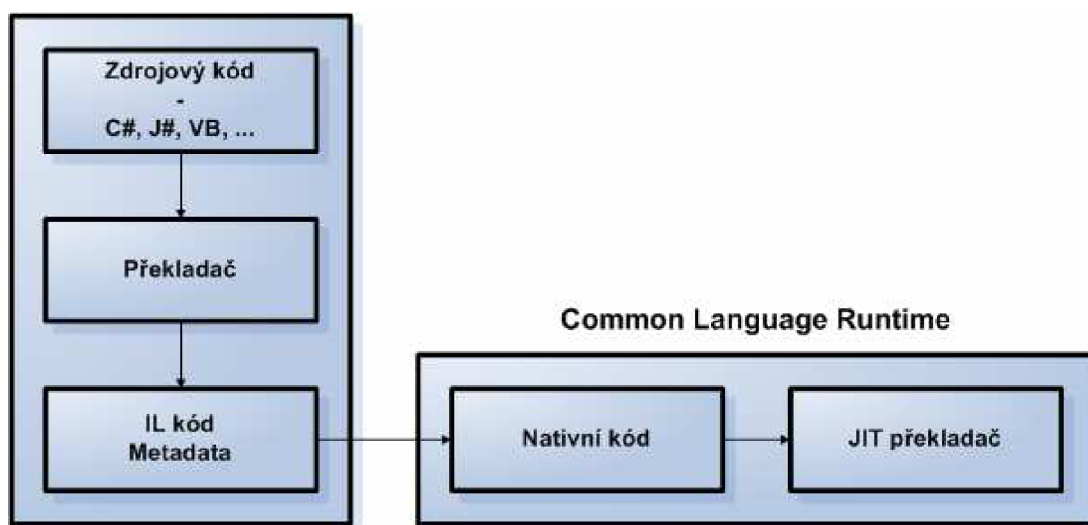 Zdrojový kód
-
C#, J#, VB, ...
Překladač
IL kód
Metadata
Common Language Runtime
Nativní kód
JIT překladač